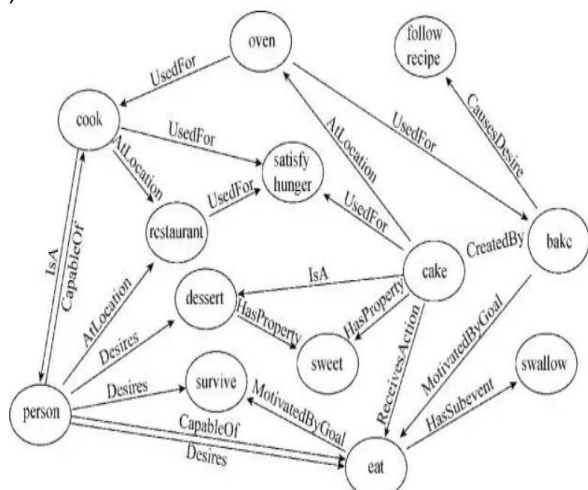 )
oven
follow
recipe
UsedFor
cook
UsedFor
AtLocation
CausesDesire
UsedFor
AtLocation
satisfy
hunger
UsedFor
UsedFor
restaurant
IsA
CapableOf
cake
CreatedBy
bake
IsA
AtLocation
dessert
HasProperty
HasProperty
sweet
Desires
Desires
survive
MotivatedByGoal
ReceivesAction
MotivatedByGoal
swallow
HasSubevent
person
CapableOf
Desires
eat